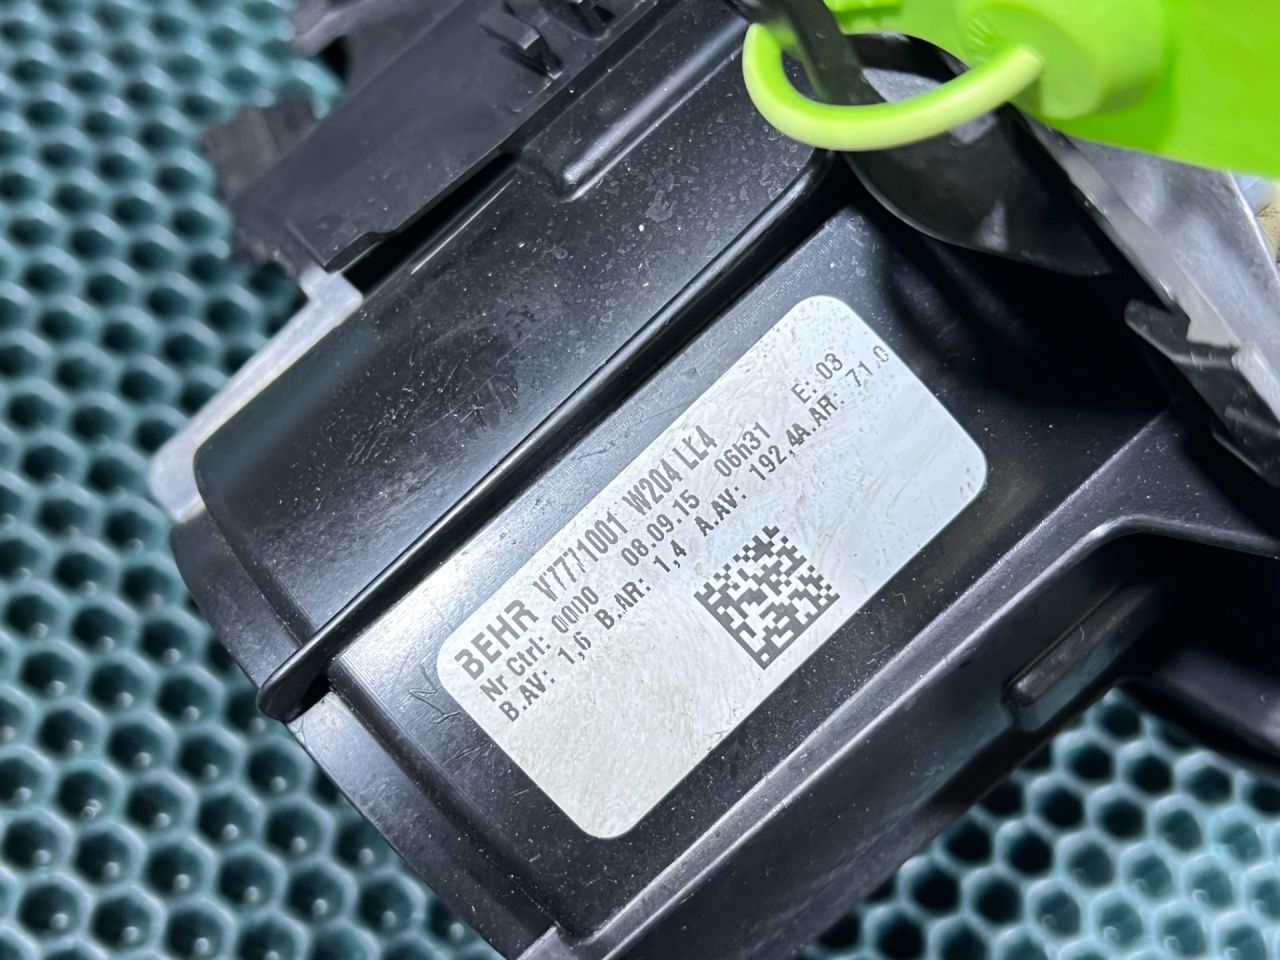 BEHR V7771001 W204 LL4
Nr Ctrl: 0000 08.09.15 06h31 E: 03
B.AV: 1,6 B.AR: 1,4 A.AV: 192,4A.AR: 71.0